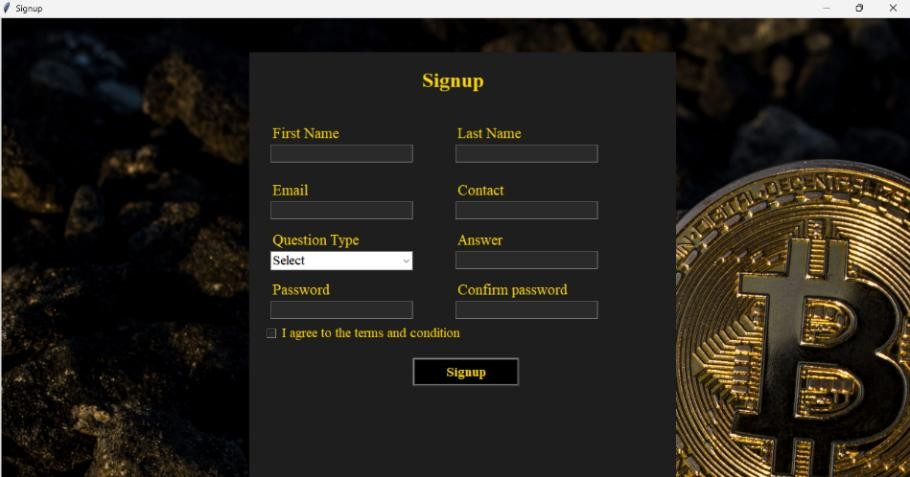 Signup
Signup
First Name Last Name
Email Contact
Question Type Answer
Select
Password Confirm password
I agree to the terms and condition
Signup